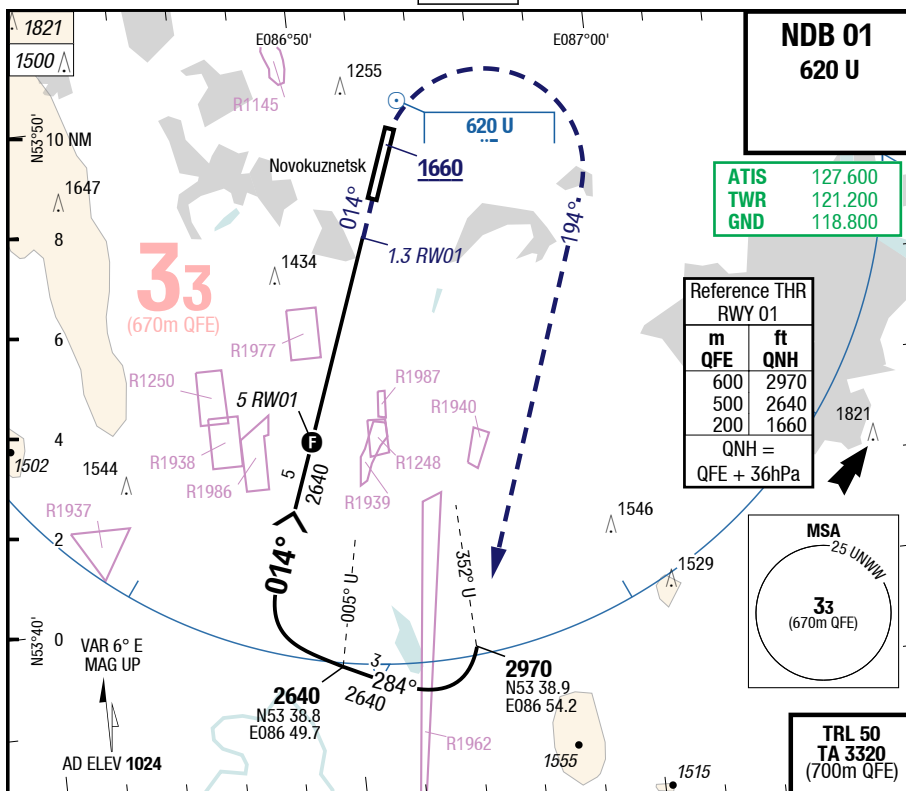 1821
1500
E086°50'
E087°00'
NDB 01
620 U
1255
R1145
N53°50'
10 NM
620 U
Novokuznetsk
1660
ATIS 127.600
TWR 121.200
GND 118.800
1647
014°
194°
8
1.3 RW01
33
(670m QFE)
1434
Reference THR
RWY 01
m ft
QFE QNH
600 2970
500 2640
200 1660
QNH =
QFE + 36hPa
6
R1977
R1250
R1987
5 RW01
R1940
1821
4
F
1502
1544
R1938
R1986
5
2640
R1248
R1939
R1937
1546
2
MSA
25 UNWW
33
(670m QFE)
014°
005° U
352° U
1529
N53°40'
0
VAR 6° E
MAG UP
3
284°
2640
2640
N53 38.8
E086 49.7
2970
N53 38.9
E086 54.2
R1962
AD ELEV 1024
1555
1515
TRL 50
TA 3320
(700m QFE)